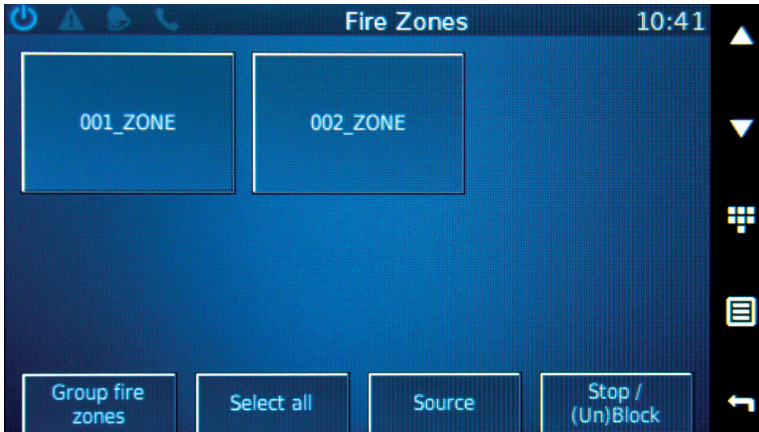 Fire Zones 10:41
001_ZONE 002_ZONE
Group fire
zones
Select all
Source
Stop /
(Un)Block